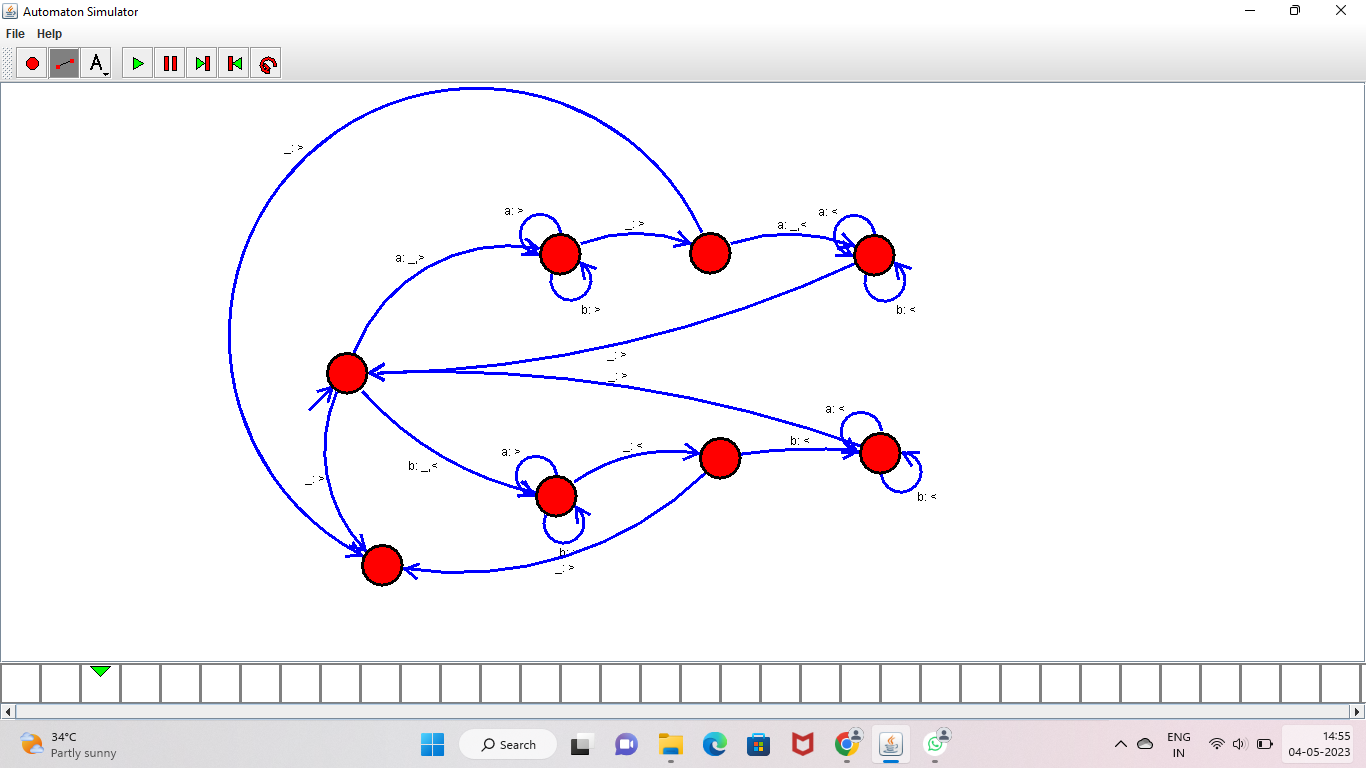 Automaton Simulator
File Help
A
_: >
a: >
_: >
a: _,<
a: <
a: _,>
b: >
b: <
_: >
_: >
a: <
b: <
_: <
a: >
b: _,<
_: >
b: <
b:
_: >
34°C
Partly sunny
Search
ENG
IN
14:55
04-05-2023